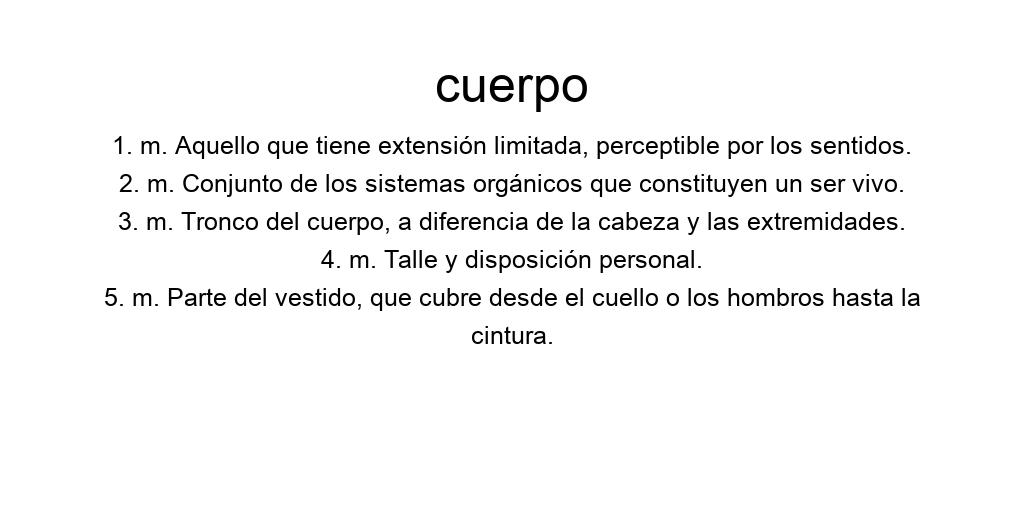 cuerpo
1. m. Aquello que tiene extensión limitada, perceptible por los sentidos.
2. m. Conjunto de los sistemas orgánicos que constituyen un ser vivo.
3. m. Tronco del cuerpo, a diferencia de la cabeza y las extremidades.
4. m. Talle y disposición personal.
5. m. Parte del vestido, que cubre desde el cuello o los hombros hasta la
cintura.